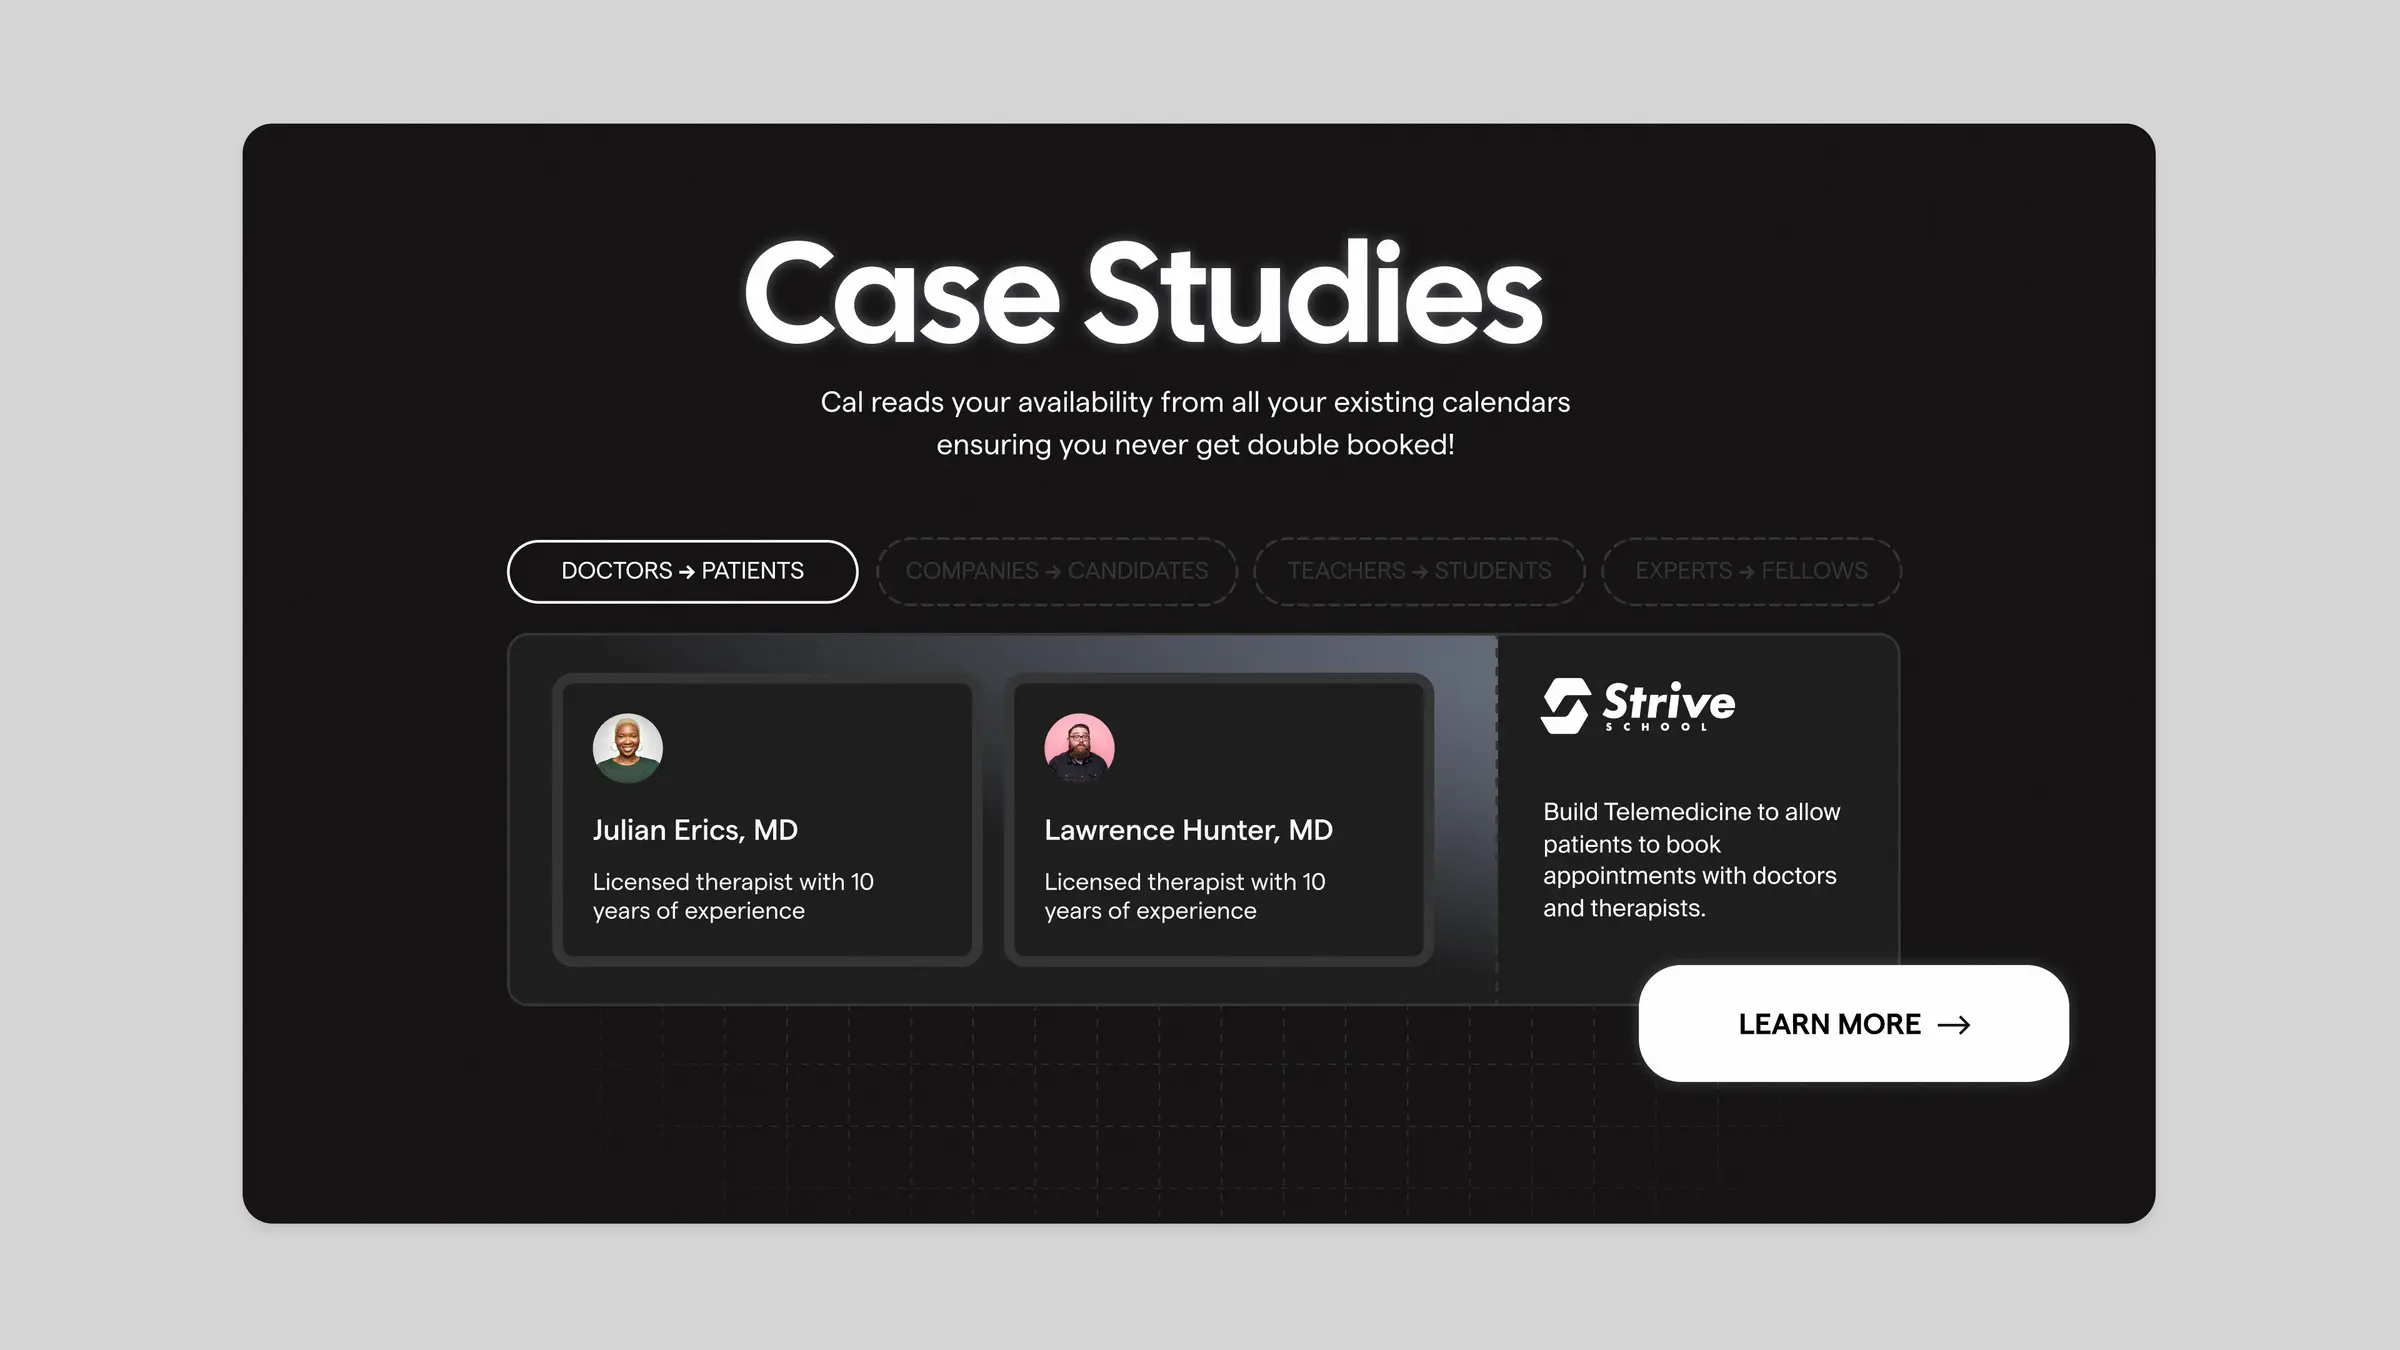 Case Studies
Cal reads your availability from all your existing calendars
ensuring you never get double booked!
DOCTORS → PATIENTS
COMPANIES → CANDIDATES
TEACHERS → STUDENTS
EXPERTS → FELLOWS
Julian Erics, MD
Licensed therapist with 10
years of experience
Lawrence Hunter, MD
Licensed therapist with 10
years of experience
Strive
SCHOOL
Build Telemedicine to allow
patients to book
appointments with doctors
and therapists.
LEARN MORE →